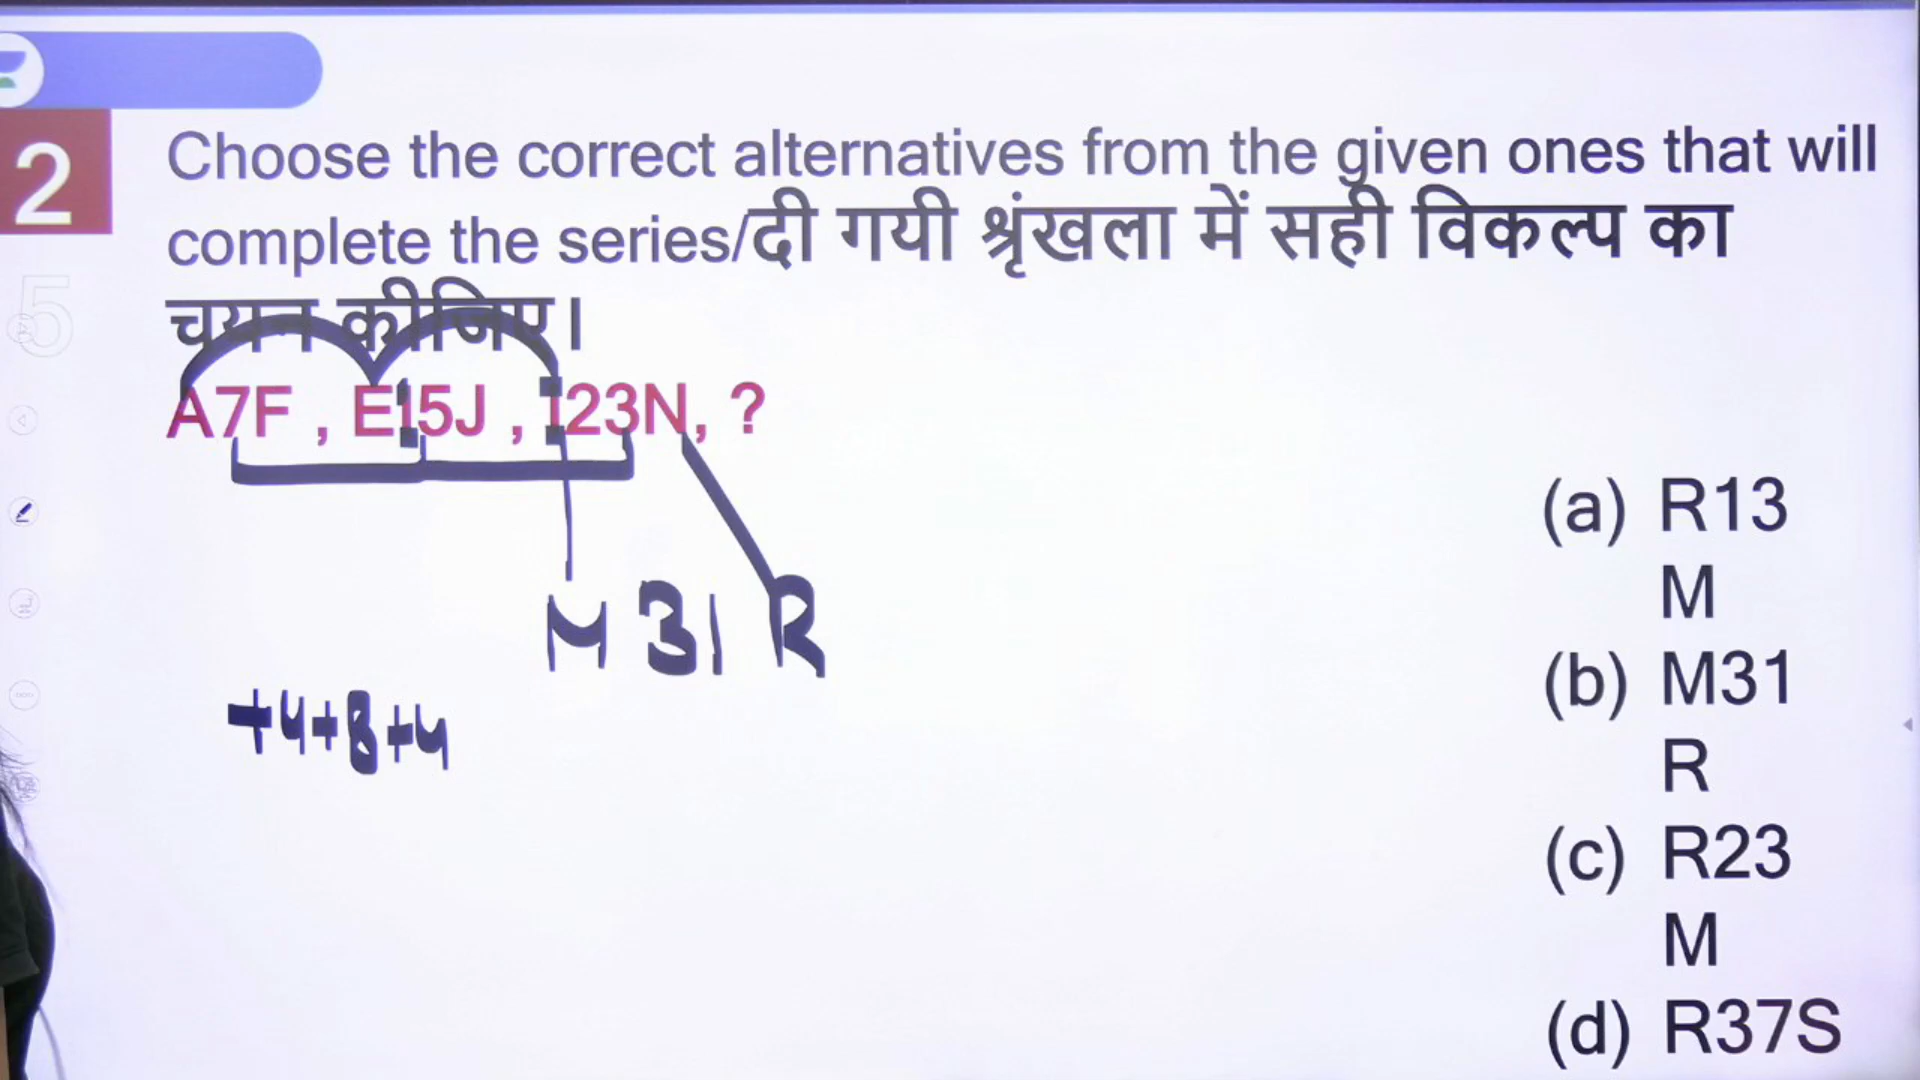 2
Choose the correct alternatives from the given ones that will
complete the series/दी गयी श्रृंखला में सही विकल्प का
चयन कीजिए।
5
A7F , E15J , I23N, ?
M 31 R
+4+8+4
(a) R13
M
(b) M31
R
(c) R23
M
(d) R37S